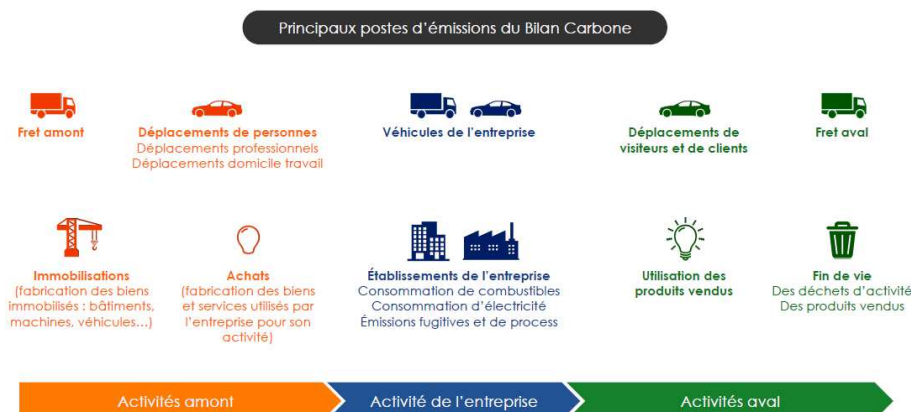 Principaux postes d’émissions du Bilan Carbone
Fret amont
Déplacements de personnes
Déplacements professionnels
Déplacements domicile travail
Véhicules de l’entreprise
Déplacements de
visiteurs et de clients
Fret aval
Immobilisations
(fabrication des biens
immobilisés : bâtiments,
machines, véhicules…)
Achats
(fabrication des biens
et services utilisés par
l’entreprise pour son
activité)
Établissements de l’entreprise
Consommation de combustibles
Consommation d’électricité
Émissions fugitives et de process
Utilisation des
produits vendus
Fin de vie
Des déchets d’activité
Des produits vendus
Activités amont
Activité de l’entreprise
Activités aval